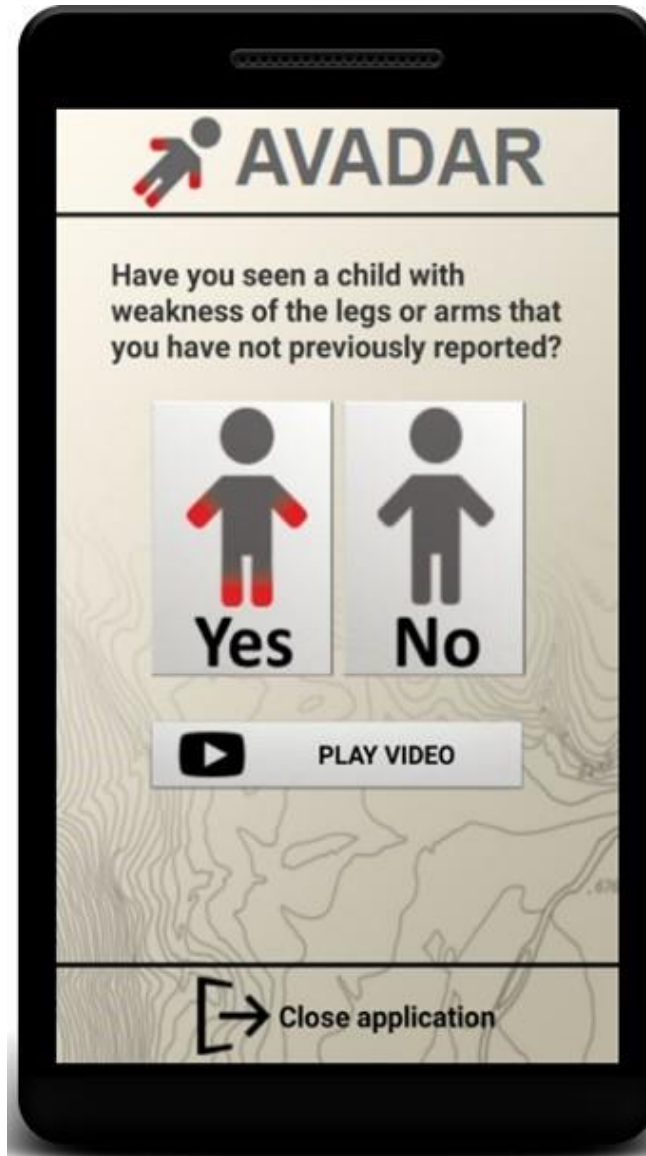 AVADAR
Have you seen a child with
weakness of the legs or arms that
you have not previously reported?
Yes No
PLAY VIDEO
Close application